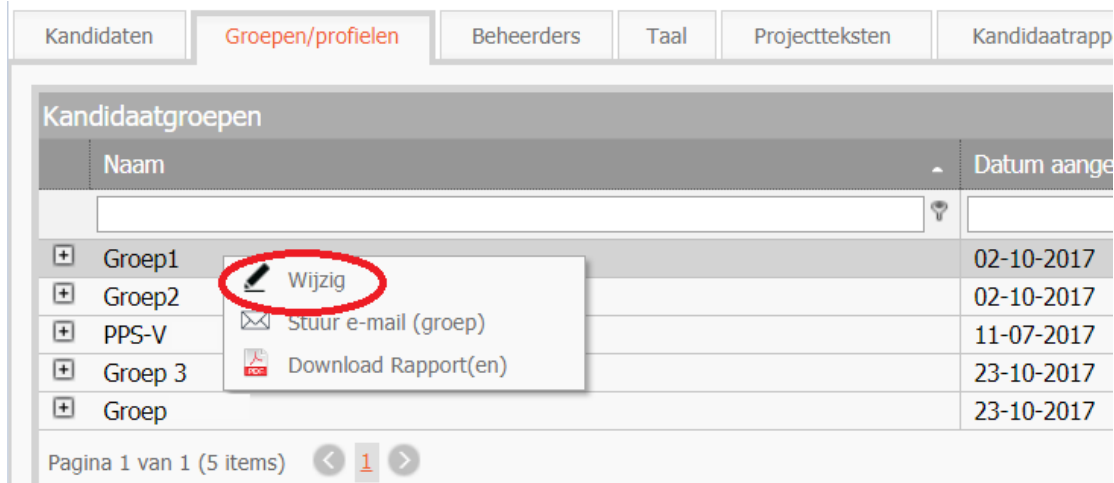 Kandidaten Groepen/profielen Beheerders Taal Projectteksten Kandidaatrapp
Kandidaatgroepen
Naam Datum aange
Groep1 02-10-2017
Wijzig
Groep2 02-10-2017
Stuur e-mail (groep)
PPS-V 11-07-2017
Download Rapport(en)
Groep 3 23-10-2017
Groep 23-10-2017
Pagina 1 van 1 (5 items) 1